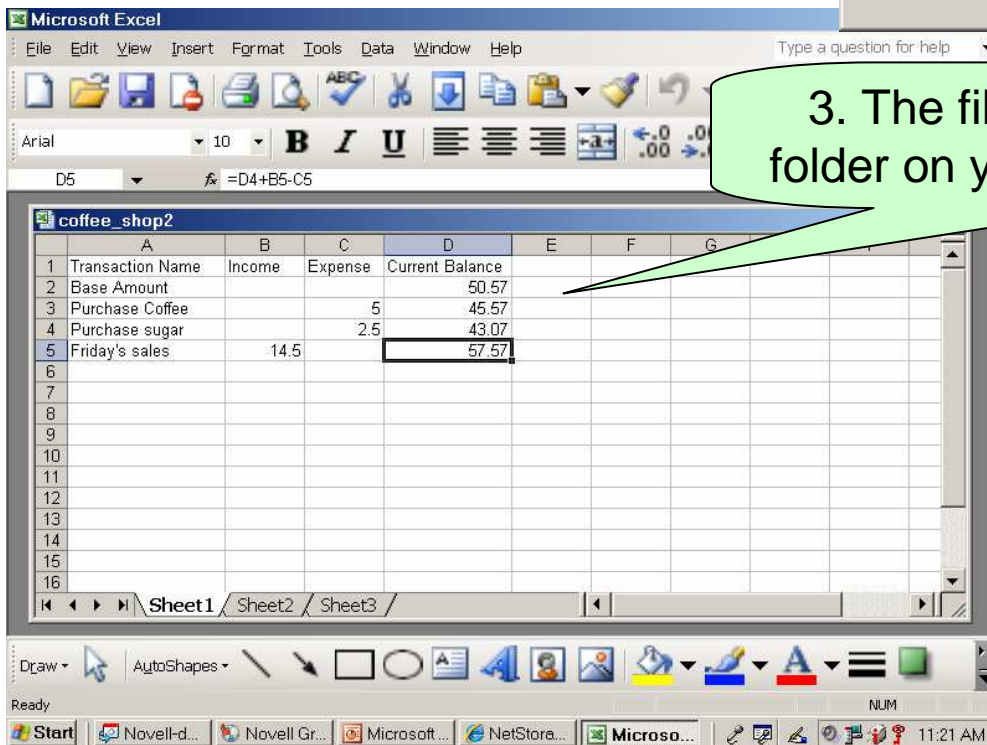 Microsoft Excel
File Edit View Insert Format Tools Data Window Help Type a question for help
ABC
Arial 10 B I U a .0 .00
3. The fil
folder on y
D5 fx =D4+B5-C5
coffee_shop2
A B C D E F G
1 Transaction Name Income Expense Current Balance
2 Base Amount 50.57
3 Purchase Coffee 5 45.57
4 Purchase sugar 2.5 43.07
5 Friday's sales 14.5 57.57
6
7
8
9
10
11
12
13
14
15
16
Sheet1 Sheet2 Sheet3
Draw AutoShapes A A
Ready NUM
Start Novell-d... Novell Gr... Microsoft ... NetStora... Microso... 11:21 AM